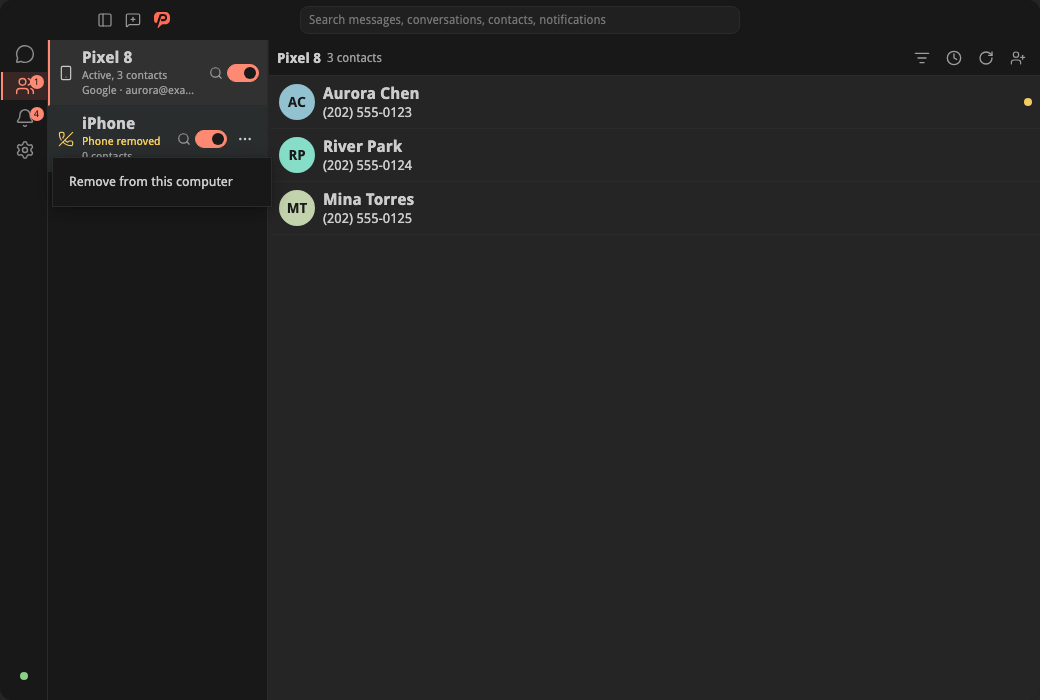 Search messages, conversations, contacts, notifications
1
4
Pixel 8
Active, 3 contacts
Google · aurora@exa...
iPhone
Phone removed
0 contacts
Remove from this computer
Pixel 8 3 contacts
AC
Aurora Chen
(202) 555-0123
RP
River Park
(202) 555-0124
MT
Mina Torres
(202) 555-0125